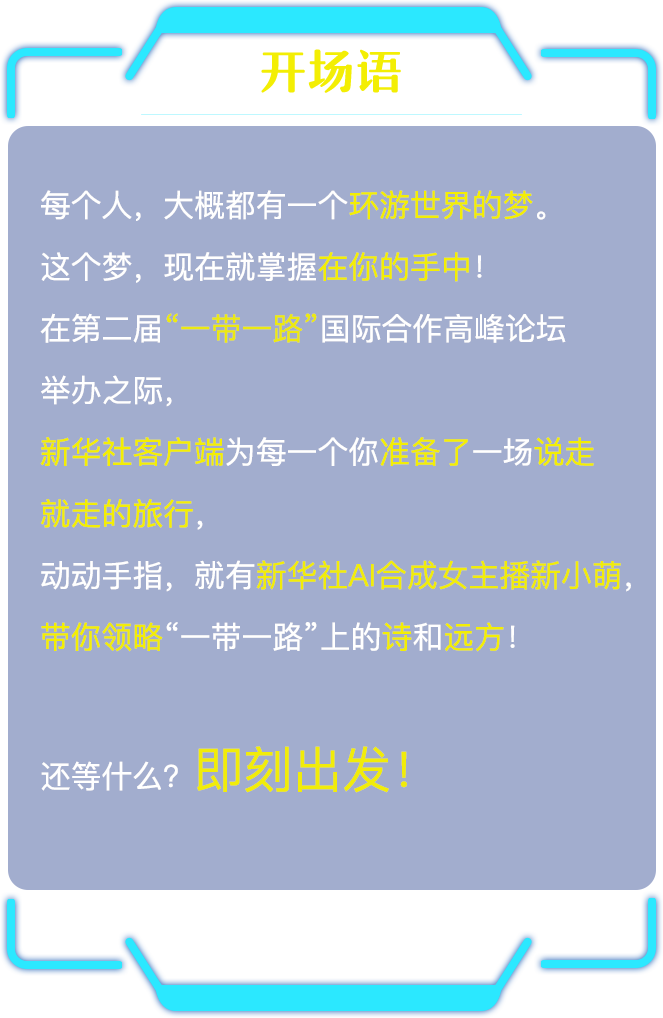 开场语
每个人，大概都有一个环游世界的梦。
这个梦，现在就掌握在你的手中！
在第二届“一带一路”国际合作高峰论坛
举办之际，
新华社客户端为每一个你准备了一场说走
就走的旅行，
动动手指，就有新华社AI合成女主播新小萌，
带你领略“一带一路”上的诗和远方！
还等什么？即刻出发！